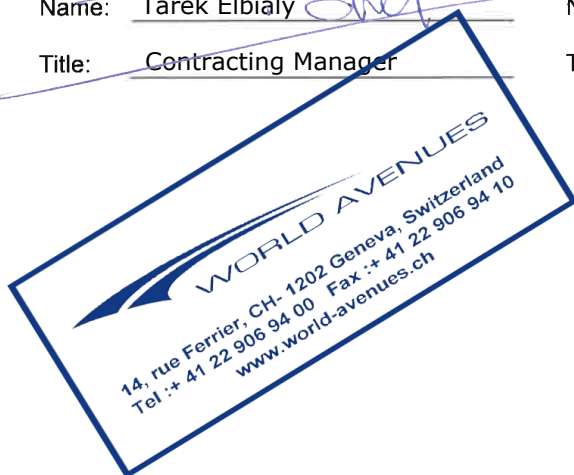 Name: Tarek Elbialy
Title: Contracting Manager
WORLD AVENUES
14, rue Ferrier, CH- 1202 Geneva, Switzerland
Tel :+ 41 22 906 94 00 Fax :+ 41 22 906 94 10
www.world-avenues.ch